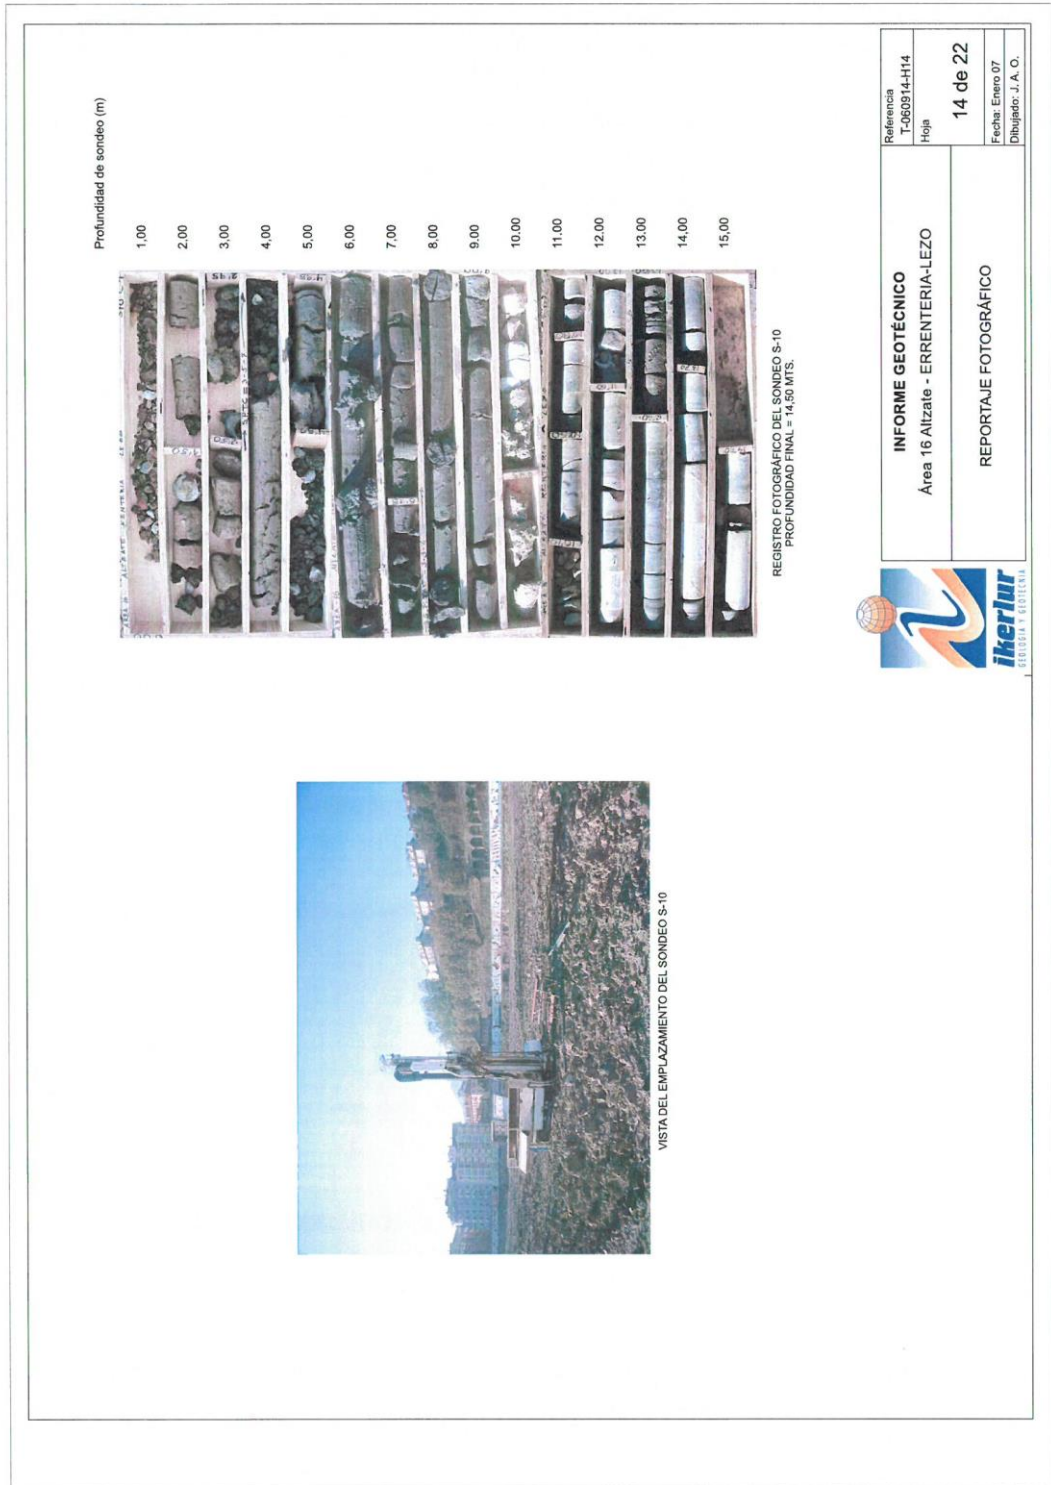 Profundidad de sondeo (m)
1,00
2,00
3,00
4,00
5,00
6,00
7,00
8,00
9,00
10.00
11.00
12.00
13.00
14,00
15,00
REGISTRO FOTOGRÁFICO DEL SONDEO S-10
PROFUNDIDAD FINAL = 14,50 MTS.
VISTA DEL EMPLAZAMIENTO DEL SONDEO S-10
ikerlur
GEOLOGIA Y GEOTECNIA
INFORME GEOTÉCNICO
Área 16 Altzate - ERRENTERIA-LEZO
REPORTAJE FOTOGRÁFICO
Referencia
T-060914-H14
Hoja
14 de 22
Fecha: Enero 07
Dibujado: J. A. O.